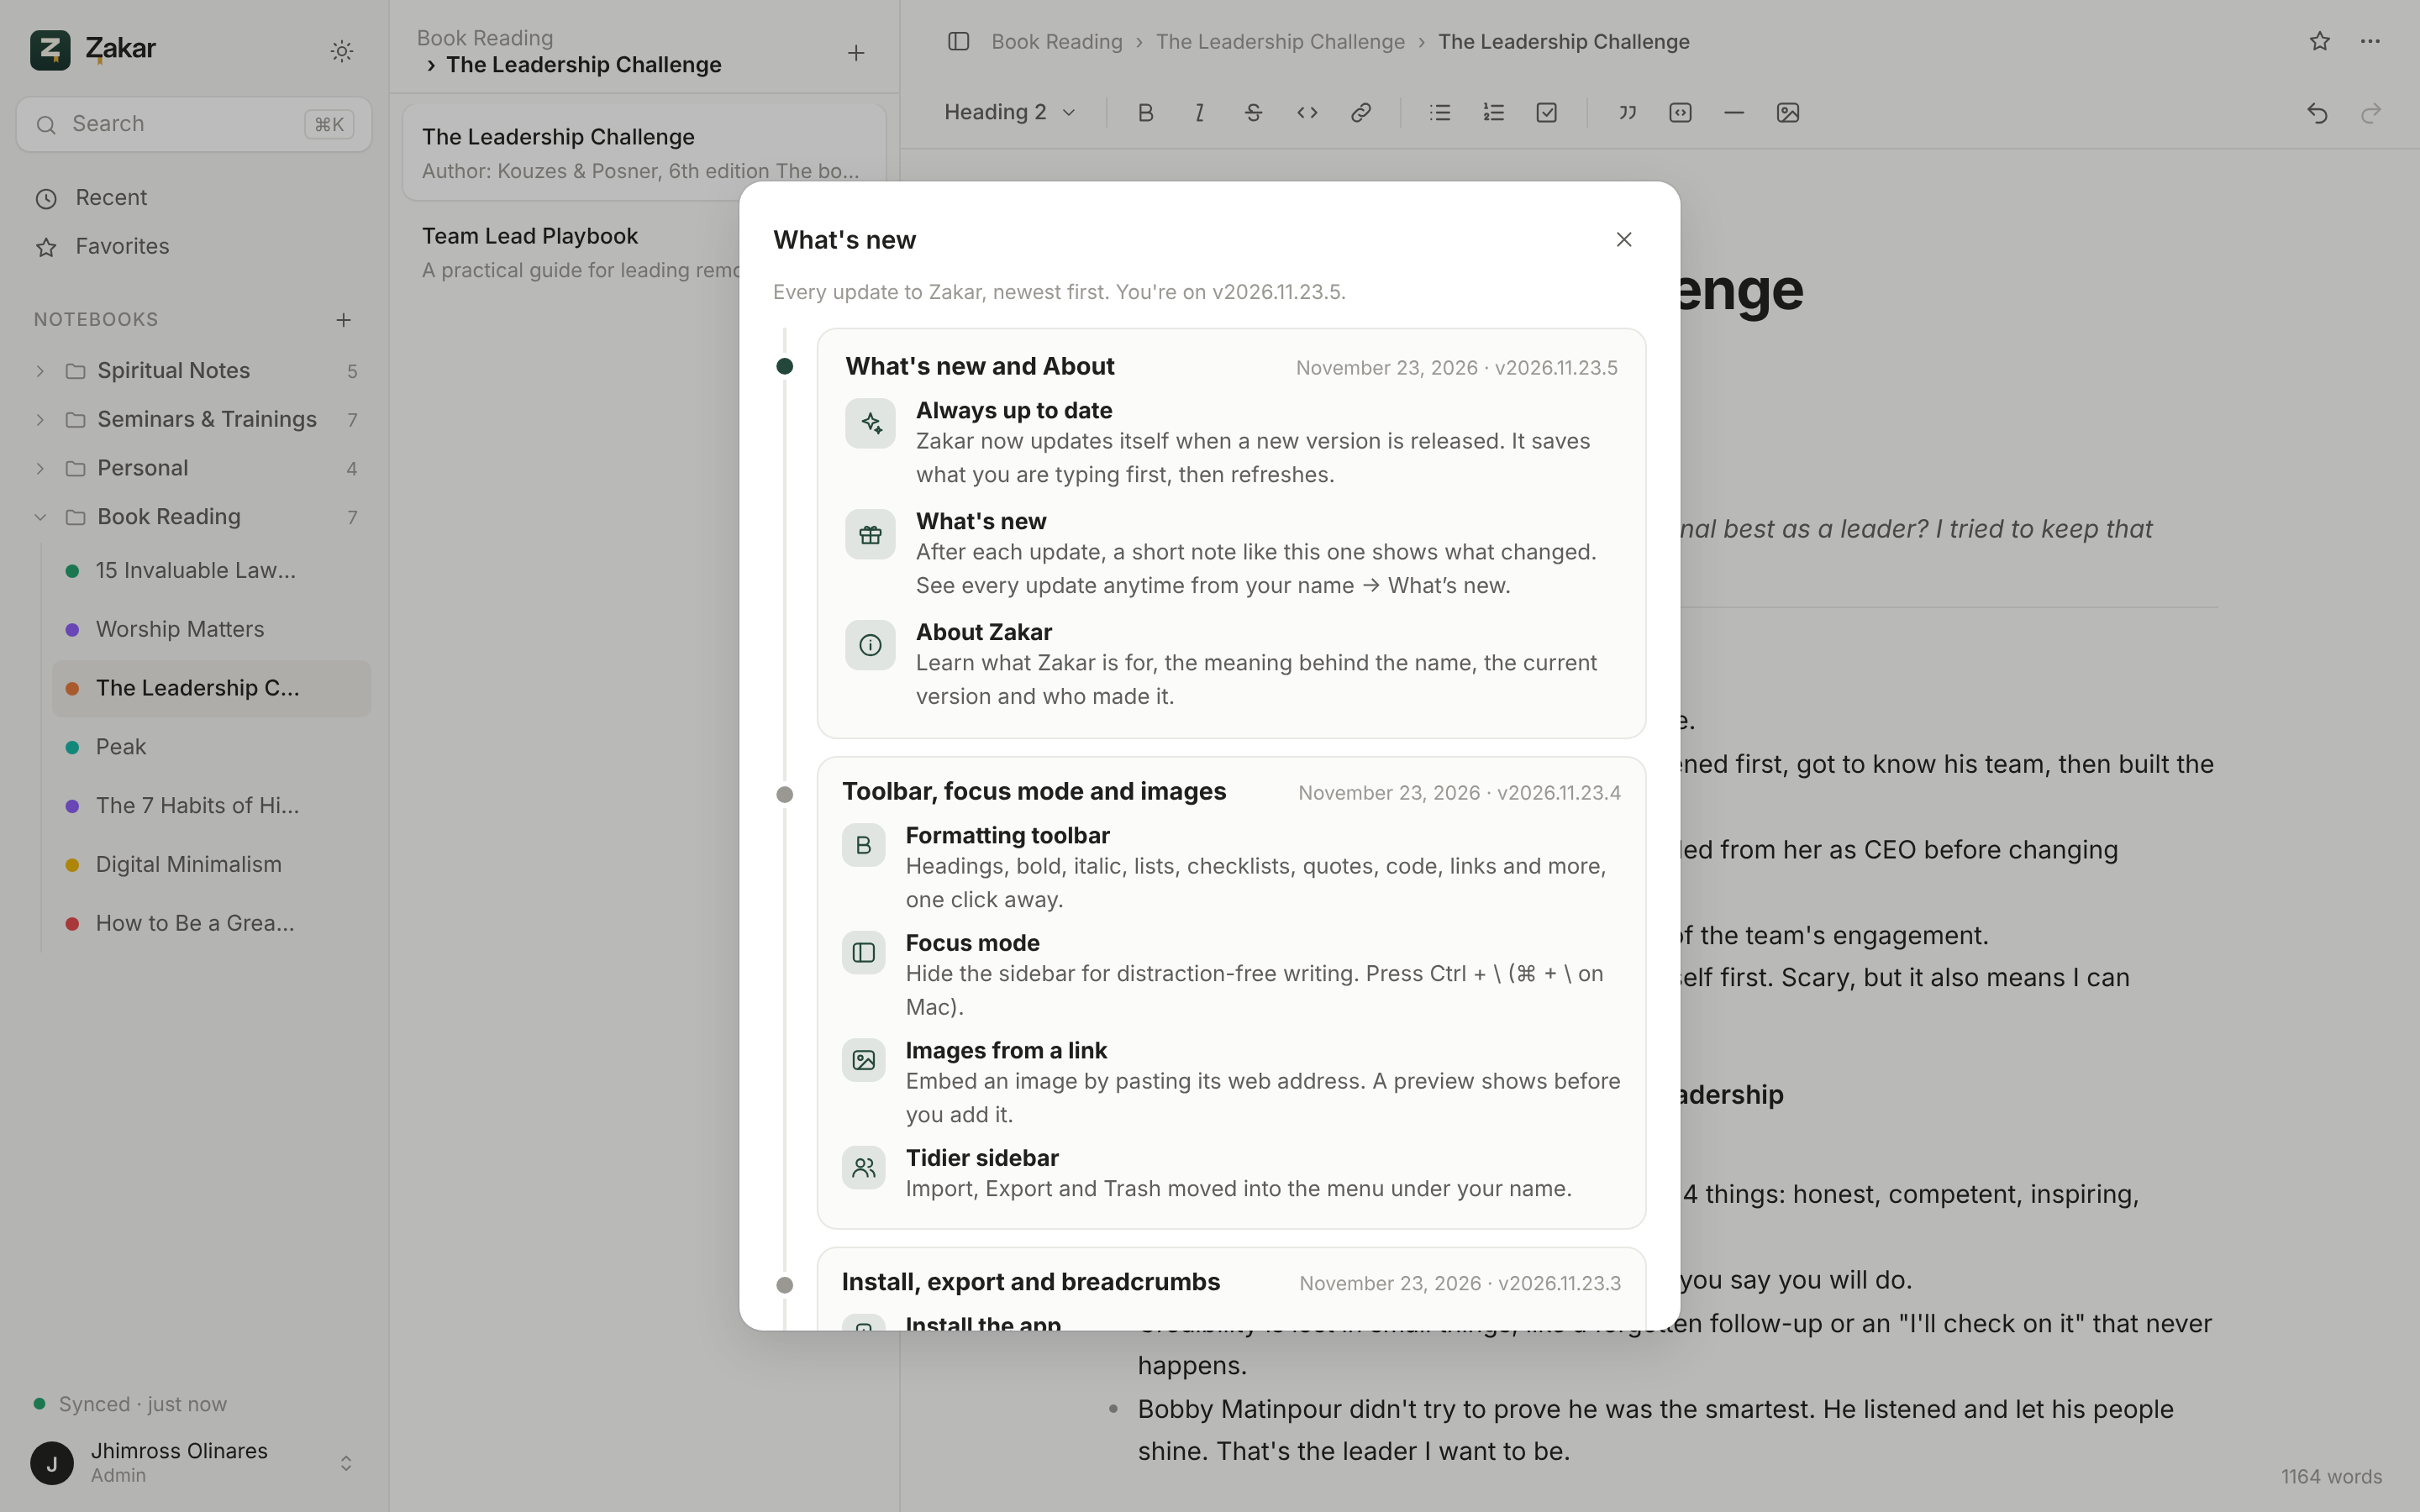 Zakar
Search
⌘K
Recent
Favorites
NOTEBOOKS
Spiritual Notes 5
Seminars & Trainings 7
Personal 4
Book Reading 7
15 Invaluable Law...
Worship Matters
The Leadership C...
Peak
The 7 Habits of Hi...
Digital Minimalism
How to Be a Grea...
Synced · just now
J
Jhimross Olinares
Admin
Book Reading
› The Leadership Challenge
The Leadership Challenge
Author: Kouzes & Posner, 6th edition The bo...
Team Lead Playbook
A practical guide for leading
Book Reading › The Leadership Challenge › The Leadership Challenge
Heading 2
What's new
Every update to Zakar, newest first. You're on v2026.11.23.5.
What's new and About
November 23, 2026 · v2026.11.23.5
Always up to date
Zakar now updates itself when a new version is released. It saves
what you are typing first, then refreshes.
What's new
After each update, a short note like this one shows what changed.
See every update anytime from your name → What’s new.
About Zakar
Learn what Zakar is for, the meaning behind the name, the current
version and who made it.
Toolbar, focus mode and images
November 23, 2026 · v2026.11.23.4
Formatting toolbar
Headings, bold, italic, lists, checklists, quotes, code, links and more,
one click away.
Focus mode
Hide the sidebar for distraction-free writing. Press Ctrl + \ (⌘ + \ on
Mac).
Images from a link
Embed an image by pasting its web address. A preview shows before
you add it.
Tidier sidebar
Import, Export and Trash moved into the menu under your name.
Install, export and breadcrumbs
November 23, 2026 · v2026.11.23.3
Install the app
enge
nal best as a leader? I tried to keep that
e.
ened first, got to know his team, then built the
led from her as CEO before changing
of the team's engagement.
self first. Scary, but it also means I can
adership
4 things: honest, competent, inspiring,
you say you will do.
follow-up or an "I'll check on it" that never
happens.
Bobby Matinpour didn't try to prove he was the smartest. He listened and let his people
shine. That's the leader I want to be.
1164 words